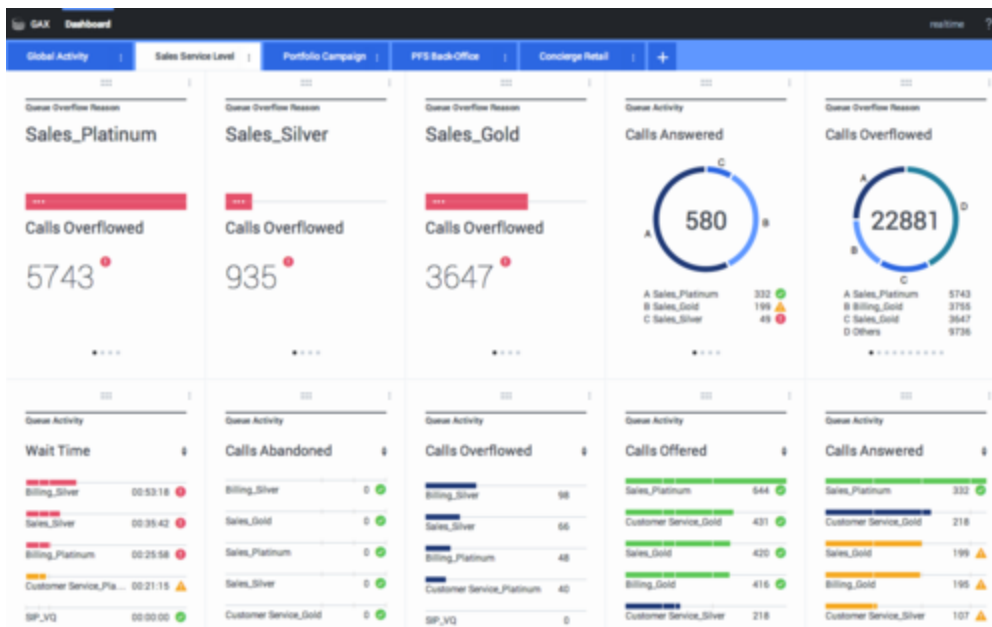 GAX Dashboard realtime ?
Global Activity Sales Service Level Portfolio Campaign PFS Back-Office Concierge Retail +
Queue Overflow Reason
Sales_Platinum
Calls Overflowed
5743
Queue Overflow Reason
Sales_Silver
Calls Overflowed
935
Queue Overflow Reason
Sales_Gold
Calls Overflowed
3647
Queue Activity
Calls Answered
C
A
B
580
A Sales_Platinum 332
B Sales_Gold 199
C Sales_Silver 49
Queue Overflow Reason
Calls Overflowed
A
D
B
C
22881
A Sales_Platinum 5743
B Billing_Gold 3755
C Sales_Gold 3647
D Others 9736
Queue Activity
Wait Time
Billing_Silver 00:53:18
Sales_Silver 00:35:42
Billing_Platinum 00:25:58
Customer Service_Pla... 00:21:15
SIP_VQ 00:00:00
Queue Activity
Calls Abandoned
Billing_Silver 0
Sales_Gold 0
Sales_Platinum 0
Sales_Silver 0
Customer Service_Gold 0
Queue Activity
Calls Overflowed
Billing_Silver 98
Sales_Silver 66
Billing_Platinum 48
Customer Service_Platinum 40
SIP_VQ 0
Queue Activity
Calls Offered
Sales_Platinum 644
Customer Service_Gold 431
Sales_Gold 420
Billing_Gold 416
Customer Service_Silver 218
Queue Activity
Calls Answered
Sales_Platinum 332
Customer Service_Gold 218
Sales_Gold 199
Billing_Gold 195
Customer Service_Silver 107